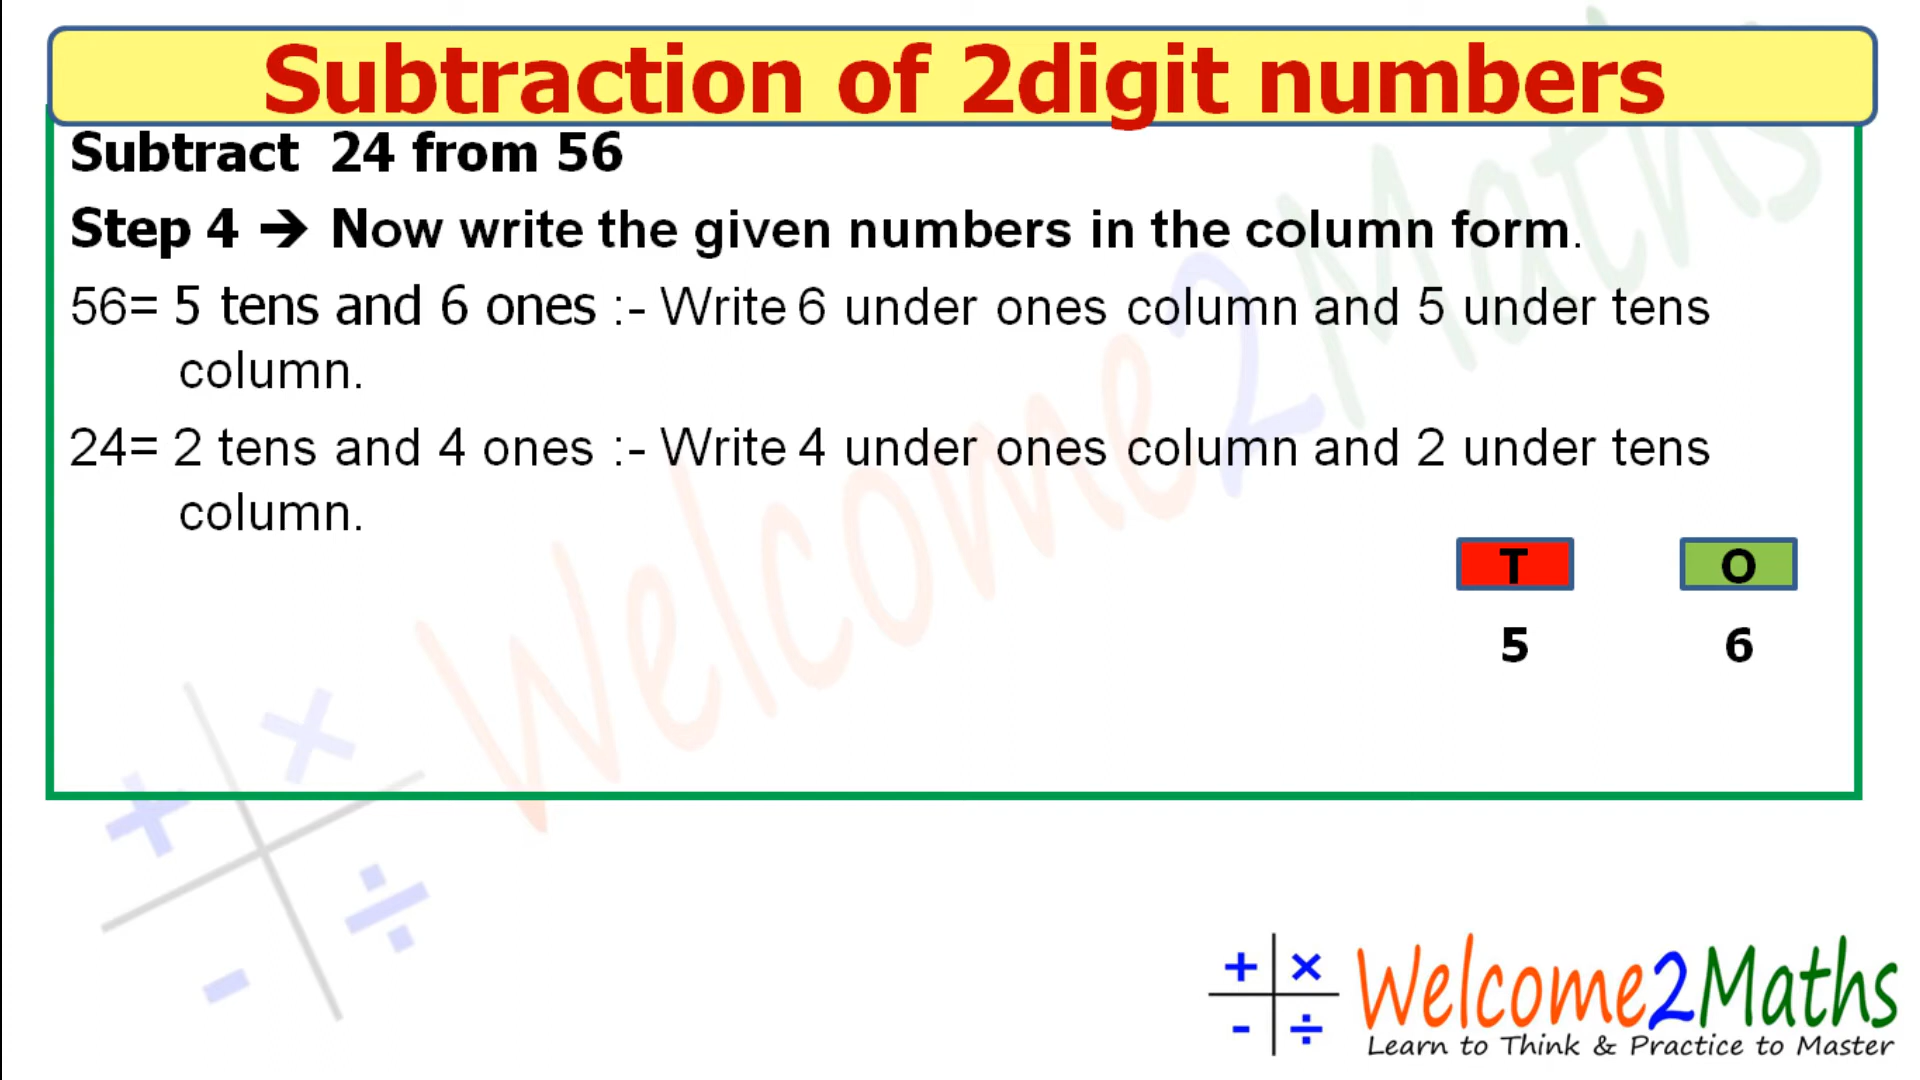 Subtraction of 2digit numbers
Subtract 24 from 56
Step 4 ➔ Now write the given numbers in the column form.
56= 5 tens and 6 ones :- Write 6 under ones column and 5 under tens
column.
24= 2 tens and 4 ones :- Write 4 under ones column and 2 under tens
column.
T O
5 6
Welcome2Maths
+ × - ÷
+ × Welcome2Maths
- ÷ Learn to Think & Practice to Master